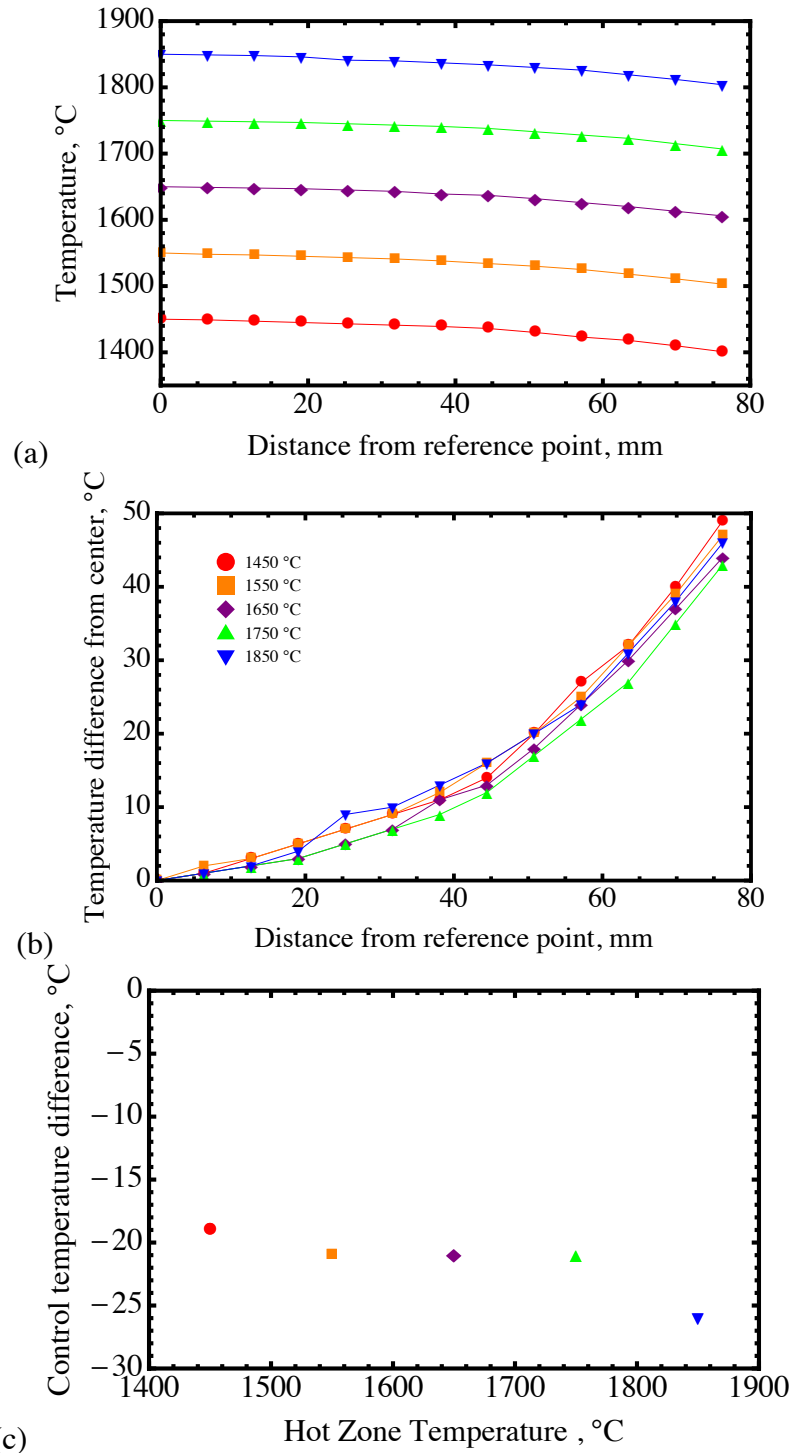 1900
1800
1700
1600
1500
1400
Temperature, °C
0 20 40 60 80
Distance from reference point, mm
(a)
50
40
30
20
10
0
Temperature difference from center, °C
1450 °C
1550 °C
1650 °C
1750 °C
1850 °C
0 20 40 60 80
Distance from reference point, mm
(b)
0
−5
−10
−15
−20
−25
−30
Control temperature difference, °C
1400 1500 1600 1700 1800 1900
Hot Zone Temperature , °C
c)